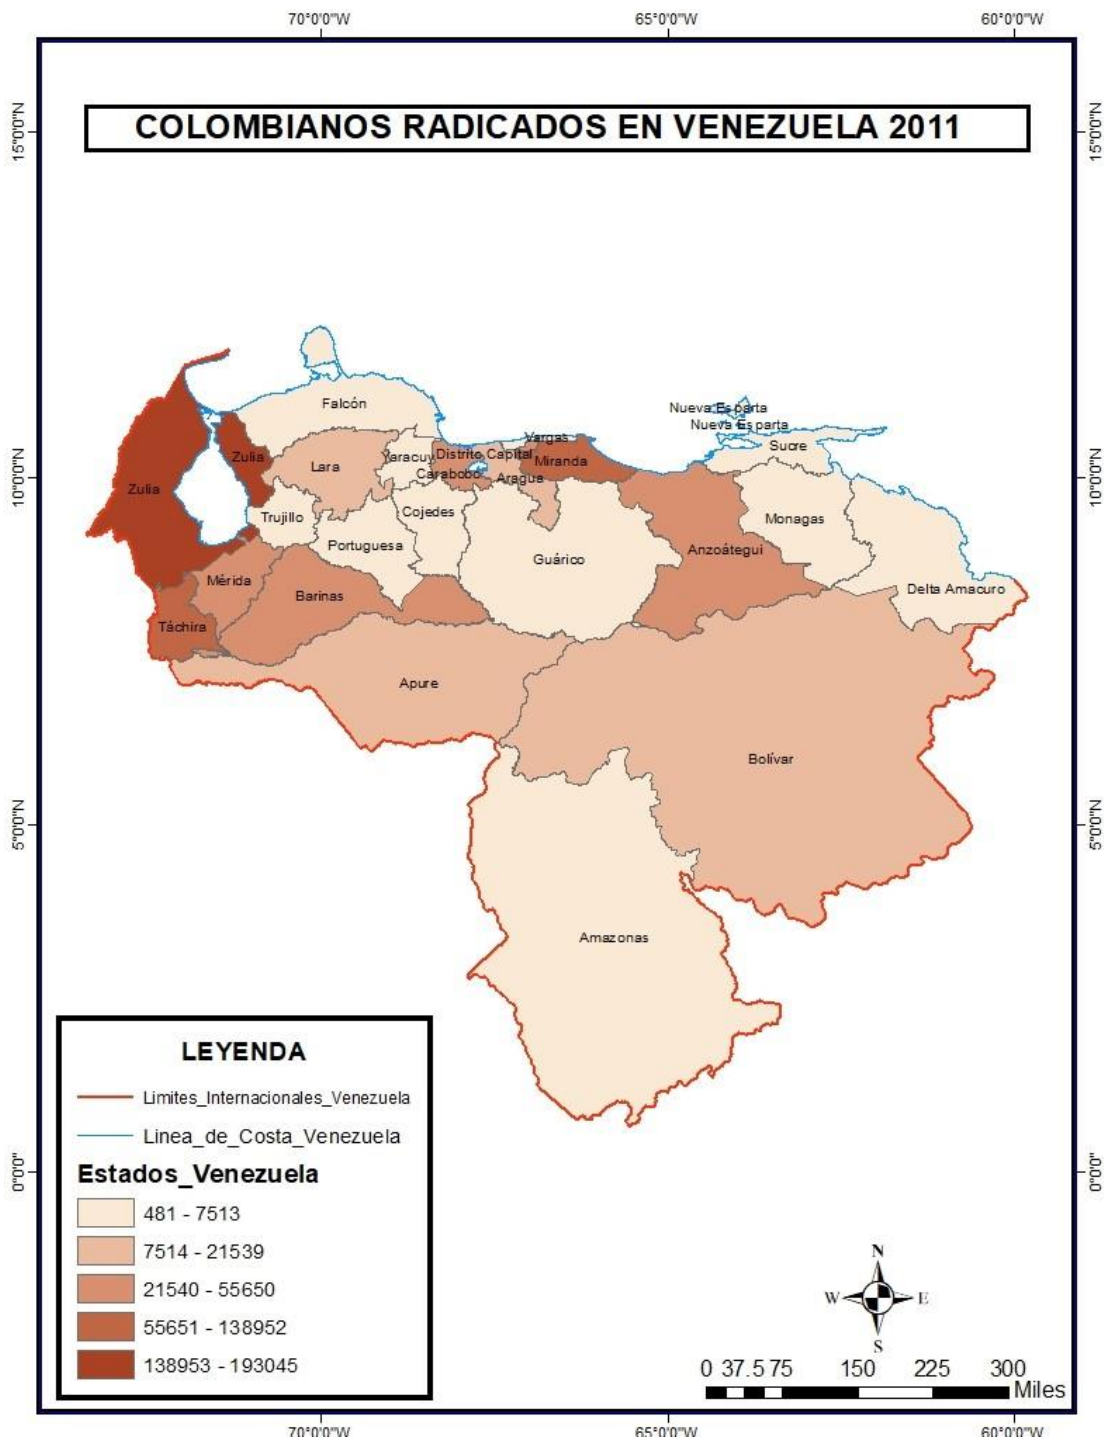 70°0'0"W 65°0'0"W 60°0'0"W
15°0'0"N 15°0'0"N
COLOMBIANOS RADICADOS EN VENEZUELA 2011
Falcón
Nueva Esparta
Nueva Esparta
Vargas
Sucre
Zulia
Lara
Yaracuy
Distrito Capital
Miranda
Carabobo
Aragua
10°0'0"N 10°0'0"N
Zulia
Trujillo
Cojedes
Monagas
Portuguesa
Guárico
Anzoátegui
Mérida
Barinas
Delta Amacuro
Táchira
Apure
Bolívar
5°0'0"N 5°0'0"N
Amazonas
LEYENDA
Limites_Internacionales_Venezuela
Linea_de_Costa_Venezuela
Estados_Venezuela
481 - 7513
7514 - 21539
21540 - 55650
55651 - 138952
138953 - 193045
0°0'0" 0°0'0"
N
W E
S
0 37.5 75 150 225 300
Miles
70°0'0"W 65°0'0"W 60°0'0"W